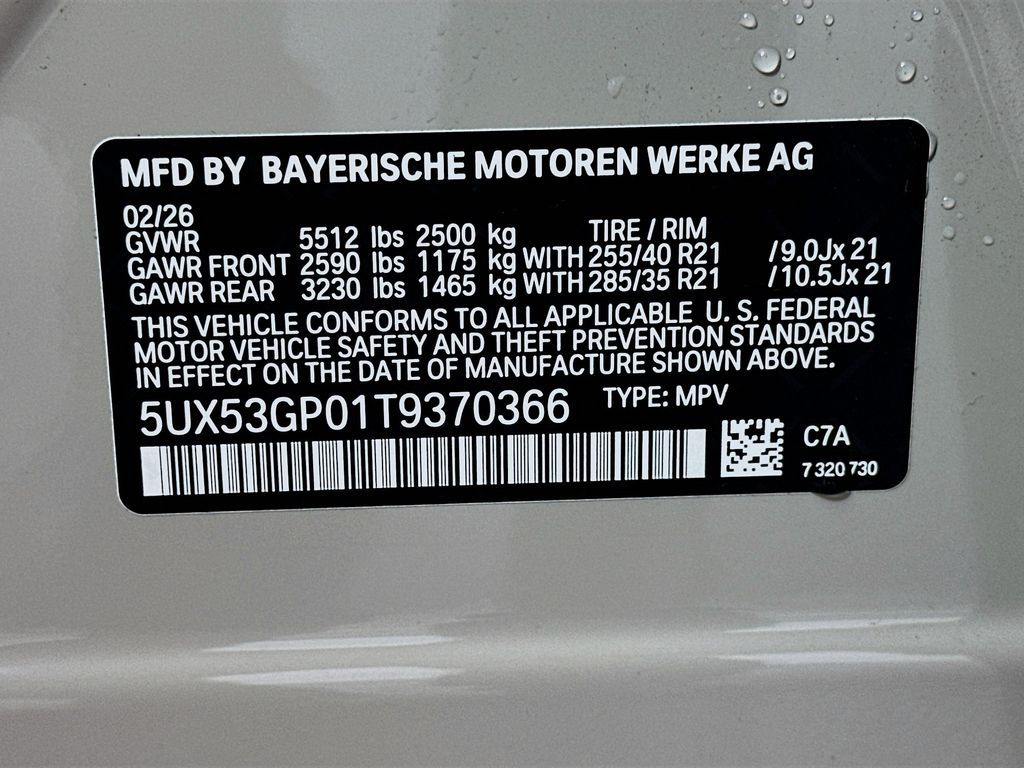 MFD BY BAYERISCHE MOTOREN WERKE AG
02/26
GVWR 5512 lbs 2500 kg TIRE / RIM
GAWR FRONT 2590 lbs 1175 kg WITH 255/40 R21 /9.0Jx 21
GAWR REAR 3230 lbs 1465 kg WITH 285/35 R21 /10.5Jx 21
THIS VEHICLE CONFORMS TO ALL APPLICABLE U. S. FEDERAL
MOTOR VEHICLE SAFETY AND THEFT PREVENTION STANDARDS
IN EFFECT ON THE DATE OF MANUFACTURE SHOWN ABOVE.
5UX53GP01T9370366 TYPE: MPV
C7A
7 320 730